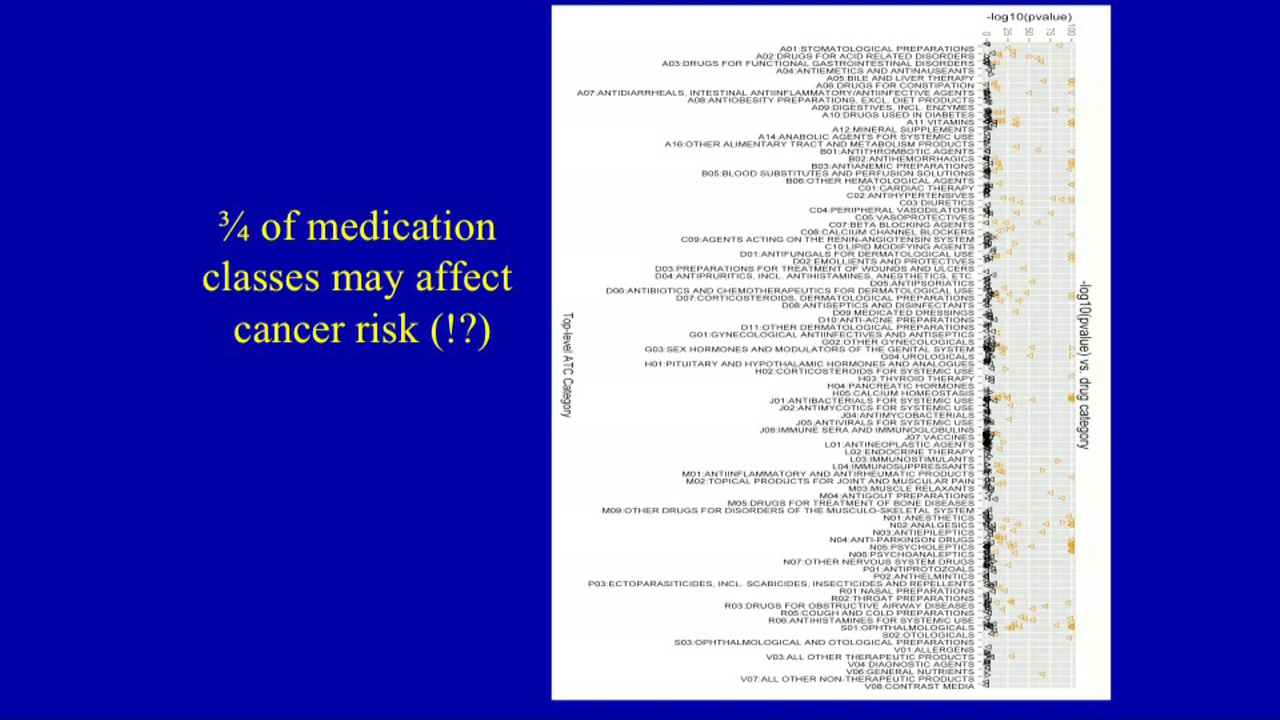 ¾ of medication
classes may affect
cancer risk (!?)
-log10(pvalue)
0 25 50 75 100
A01:STOMATOLOGICAL PREPARATIONS
A02:DRUGS FOR ACID RELATED DISORDERS
A03:DRUGS FOR FUNCTIONAL GASTROINTESTINAL DISORDERS
A04:ANTIEMETICS AND ANTINAUSEANTS
A05:BILE AND LIVER THERAPY
A06:DRUGS FOR CONSTIPATION
A07:ANTIDIARRHEALS, INTESTINAL ANTIINFLAMMATORY/ANTIINFECTIVE AGENTS
A08:ANTIOBESITY PREPARATIONS, EXCL. DIET PRODUCTS
A09:DIGESTIVES, INCL. ENZYMES
A10:DRUGS USED IN DIABETES
A11:VITAMINS
A12:MINERAL SUPPLEMENTS
A14:ANABOLIC AGENTS FOR SYSTEMIC USE
A16:OTHER ALIMENTARY TRACT AND METABOLISM PRODUCTS
B01:ANTITHROMBOTIC AGENTS
B02:ANTIHEMORRHAGICS
B03:ANTIANEMIC PREPARATIONS
B05:BLOOD SUBSTITUTES AND PERFUSION SOLUTIONS
B06:OTHER HEMATOLOGICAL AGENTS
C01:CARDIAC THERAPY
C02:ANTIHYPERTENSIVES
C03:DIURETICS
C04:PERIPHERAL VASODILATORS
C05:VASOPROTECTIVES
C07:BETA BLOCKING AGENTS
C08:CALCIUM CHANNEL BLOCKERS
C09:AGENTS ACTING ON THE RENIN-ANGIOTENSIN SYSTEM
C10:LIPID MODIFYING AGENTS
D01:ANTIFUNGALS FOR DERMATOLOGICAL USE
D02:EMOLLIENTS AND PROTECTIVES
D03:PREPARATIONS FOR TREATMENT OF WOUNDS AND ULCERS
D04:ANTIPRURITICS, INCL. ANTIHISTAMINES, ANESTHETICS, ETC.
D05:ANTIPSORIATICS
D06:ANTIBIOTICS AND CHEMOTHERAPEUTICS FOR DERMATOLOGICAL USE
D07:CORTICOSTEROIDS, DERMATOLOGICAL PREPARATIONS
D08:ANTISEPTICS AND DISINFECTANTS
D09:MEDICATED DRESSINGS
D10:ANTI-ACNE PREPARATIONS
D11:OTHER DERMATOLOGICAL PREPARATIONS
G01:GYNECOLOGICAL ANTIINFECTIVES AND ANTISEPTICS
G02:OTHER GYNECOLOGICALS
G03:SEX HORMONES AND MODULATORS OF THE GENITAL SYSTEM
G04:UROLOGICALS
H01:PITUITARY AND HYPOTHALAMIC HORMONES AND ANALOGUES
H02:CORTICOSTEROIDS FOR SYSTEMIC USE
H03:THYROID THERAPY
H04:PANCREATIC HORMONES
H05:CALCIUM HOMEOSTASIS
J01:ANTIBACTERIALS FOR SYSTEMIC USE
J02:ANTIMYCOTICS FOR SYSTEMIC USE
J04:ANTIMYCOBACTERIALS
J05:ANTIVIRALS FOR SYSTEMIC USE
J06:IMMUNE SERA AND IMMUNOGLOBULINS
J07:VACCINES
L01:ANTINEOPLASTIC AGENTS
L02:ENDOCRINE THERAPY
L03:IMMUNOSTIMULANTS
L04:IMMUNOSUPPRESSANTS
M01:ANTIINFLAMMATORY AND ANTIRHEUMATIC PRODUCTS
M02:TOPICAL PRODUCTS FOR JOINT AND MUSCULAR PAIN
M03:MUSCLE RELAXANTS
M04:ANTIGOUT PREPARATIONS
M05:DRUGS FOR TREATMENT OF BONE DISEASES
M09:OTHER DRUGS FOR DISORDERS OF THE MUSCULO-SKELETAL SYSTEM
N01:ANESTHETICS
N02:ANALGESICS
N03:ANTIEPILEPTICS
N04:ANTI-PARKINSON DRUGS
N05:PSYCHOLEPTICS
N06:PSYCHOANALEPTICS
N07:OTHER NERVOUS SYSTEM DRUGS
P01:ANTIPROTOZOALS
P02:ANTHELMINTICS
P03:ECTOPARASITICIDES, INCL. SCABICIDES, INSECTICIDES AND REPELLENTS
R01:NASAL PREPARATIONS
R02:THROAT PREPARATIONS
R03:DRUGS FOR OBSTRUCTIVE AIRWAY DISEASES
R05:COUGH AND COLD PREPARATIONS
R06:ANTIHISTAMINES FOR SYSTEMIC USE
S01:OPHTHALMOLOGICALS
S02:OTOLOGICALS
S03:OPHTHALMOLOGICAL AND OTOLOGICAL PREPARATIONS
V01:ALLERGENS
V03:ALL OTHER THERAPEUTIC PRODUCTS
V04:DIAGNOSTIC AGENTS
V06:GENERAL NUTRIENTS
V07:ALL OTHER NON-THERAPEUTIC PRODUCTS
V08:CONTRAST MEDIA
Top-level ATC Category
-log10(pvalue) vs. drug category